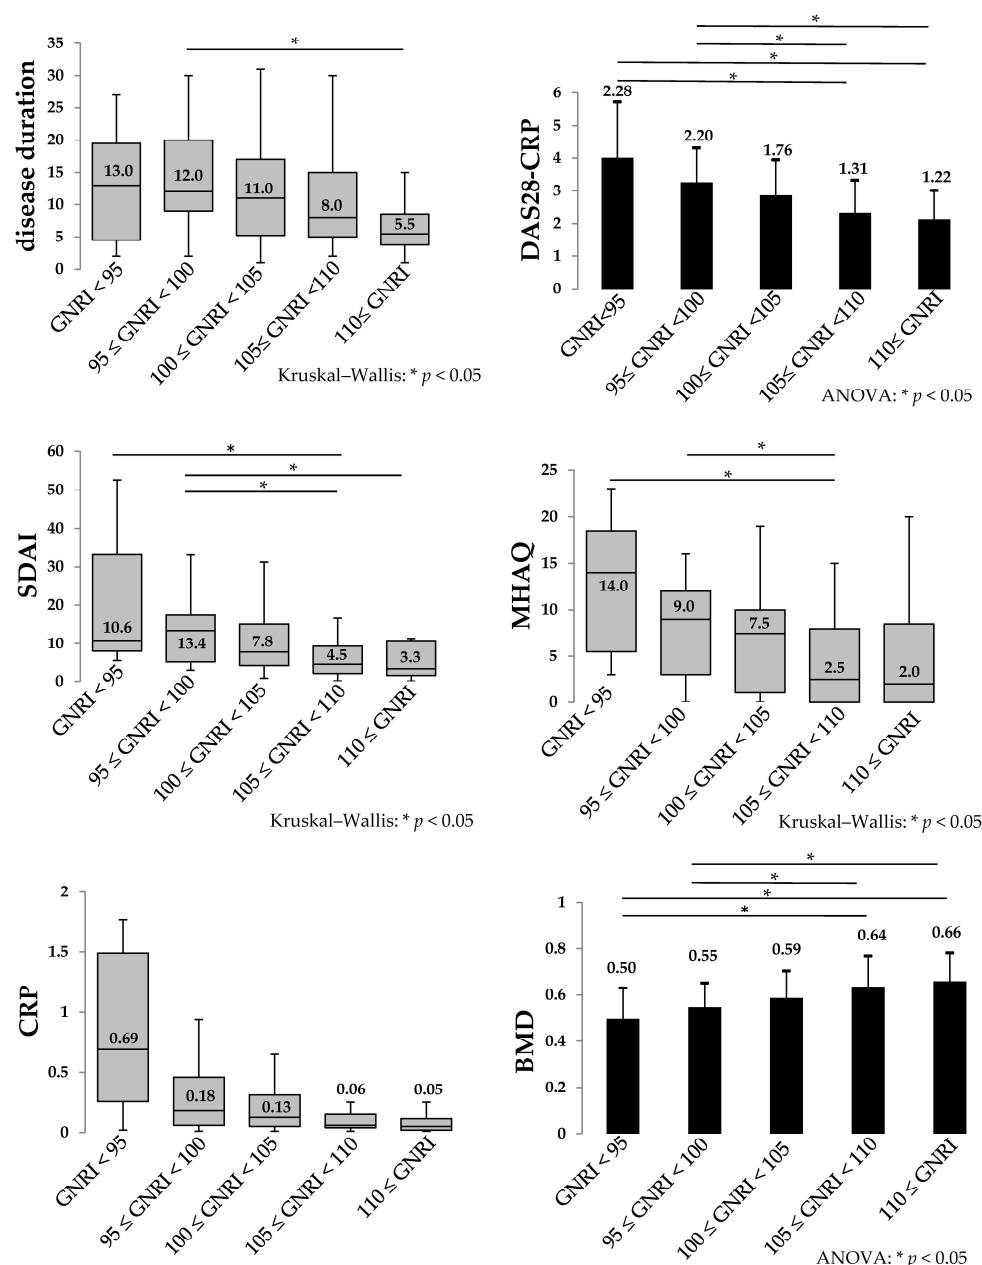 *
35
30
25
20
15
10
5
0
disease duration
13.0
12.0
11.0
8.0
5.5
GNRI < 95
95 ≤ GNRI < 100
100 ≤ GNRI < 105
105≤ GNRI <110
110≤ GNRI
Kruskal–Wallis: * p < 0.05
*
*
*
*
6
5
4
3
2
1
0
DAS28-CRP
2.28
2.20
1.76
1.31
1.22
GNRI<95
95≤ GNRI <100
100≤ GNRI <105
105≤ GNRI <110
110≤ GNRI
ANOVA: * p < 0.05
*
*
*
60
50
40
30
20
10
0
SDAI
10.6
13.4
7.8
4.5
3.3
GNRI < 95
95 ≤ GNRI < 100
100 ≤ GNRI < 105
105 ≤ GNRI < 110
110 ≤ GNRI
Kruskal–Wallis: * p < 0.05
*
*
25
20
15
10
5
0
MHAQ
14.0
9.0
7.5
2.5
2.0
GNRI < 95
95 ≤ GNRI < 100
100 ≤ GNRI < 105
105 ≤ GNRI < 110
110 ≤ GNRI
Kruskal–Wallis: * p < 0.05
2
1.5
1
0.5
0
CRP
0.69
0.18
0.13
0.06
0.05
GNRI < 95
95 ≤ GNRI < 100
100 ≤ GNRI < 105
105 ≤ GNRI < 110
110 ≤ GNRI
*
*
*
*
1
0.8
0.6
0.4
0.2
0
BMD
0.50
0.55
0.59
0.64
0.66
GNRI < 95
95 ≤ GNRI < 100
100 ≤ GNRI < 105
105 ≤ GNRI < 110
110 ≤ GNRI
ANOVA: * p < 0.05